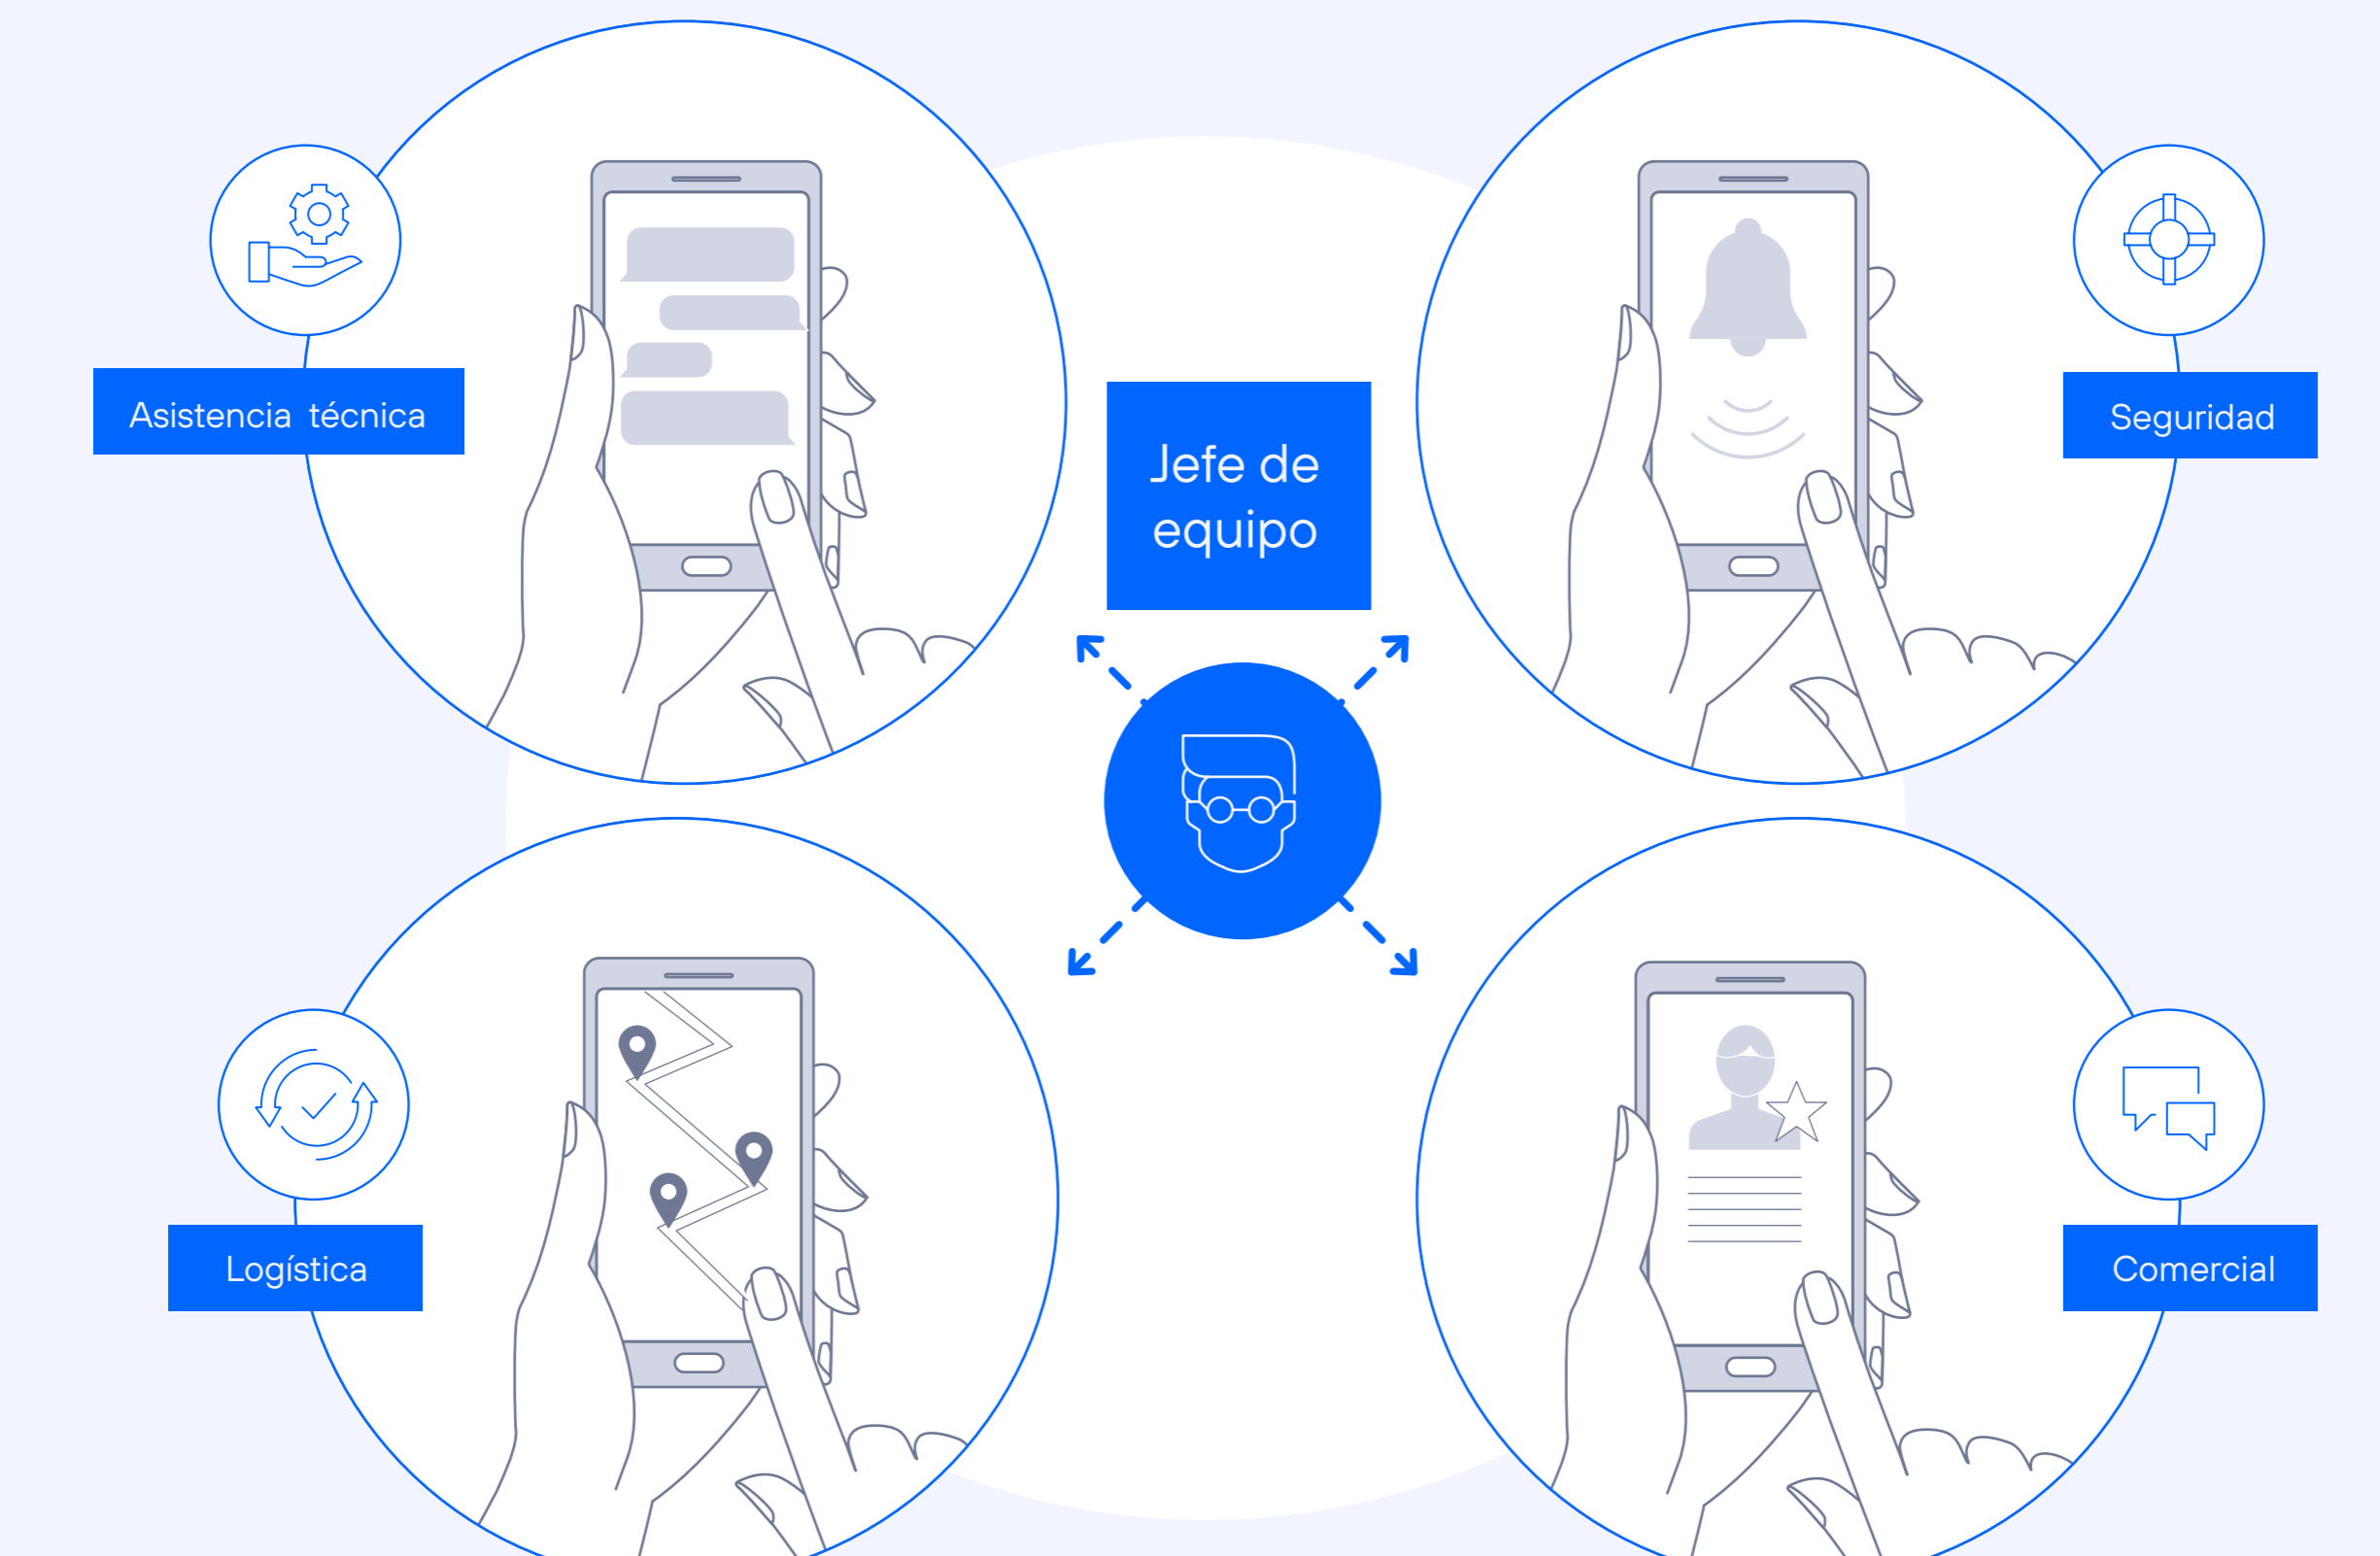 Asistencia técnica
Seguridad
Jefe de
equipo
Logística
Comercial